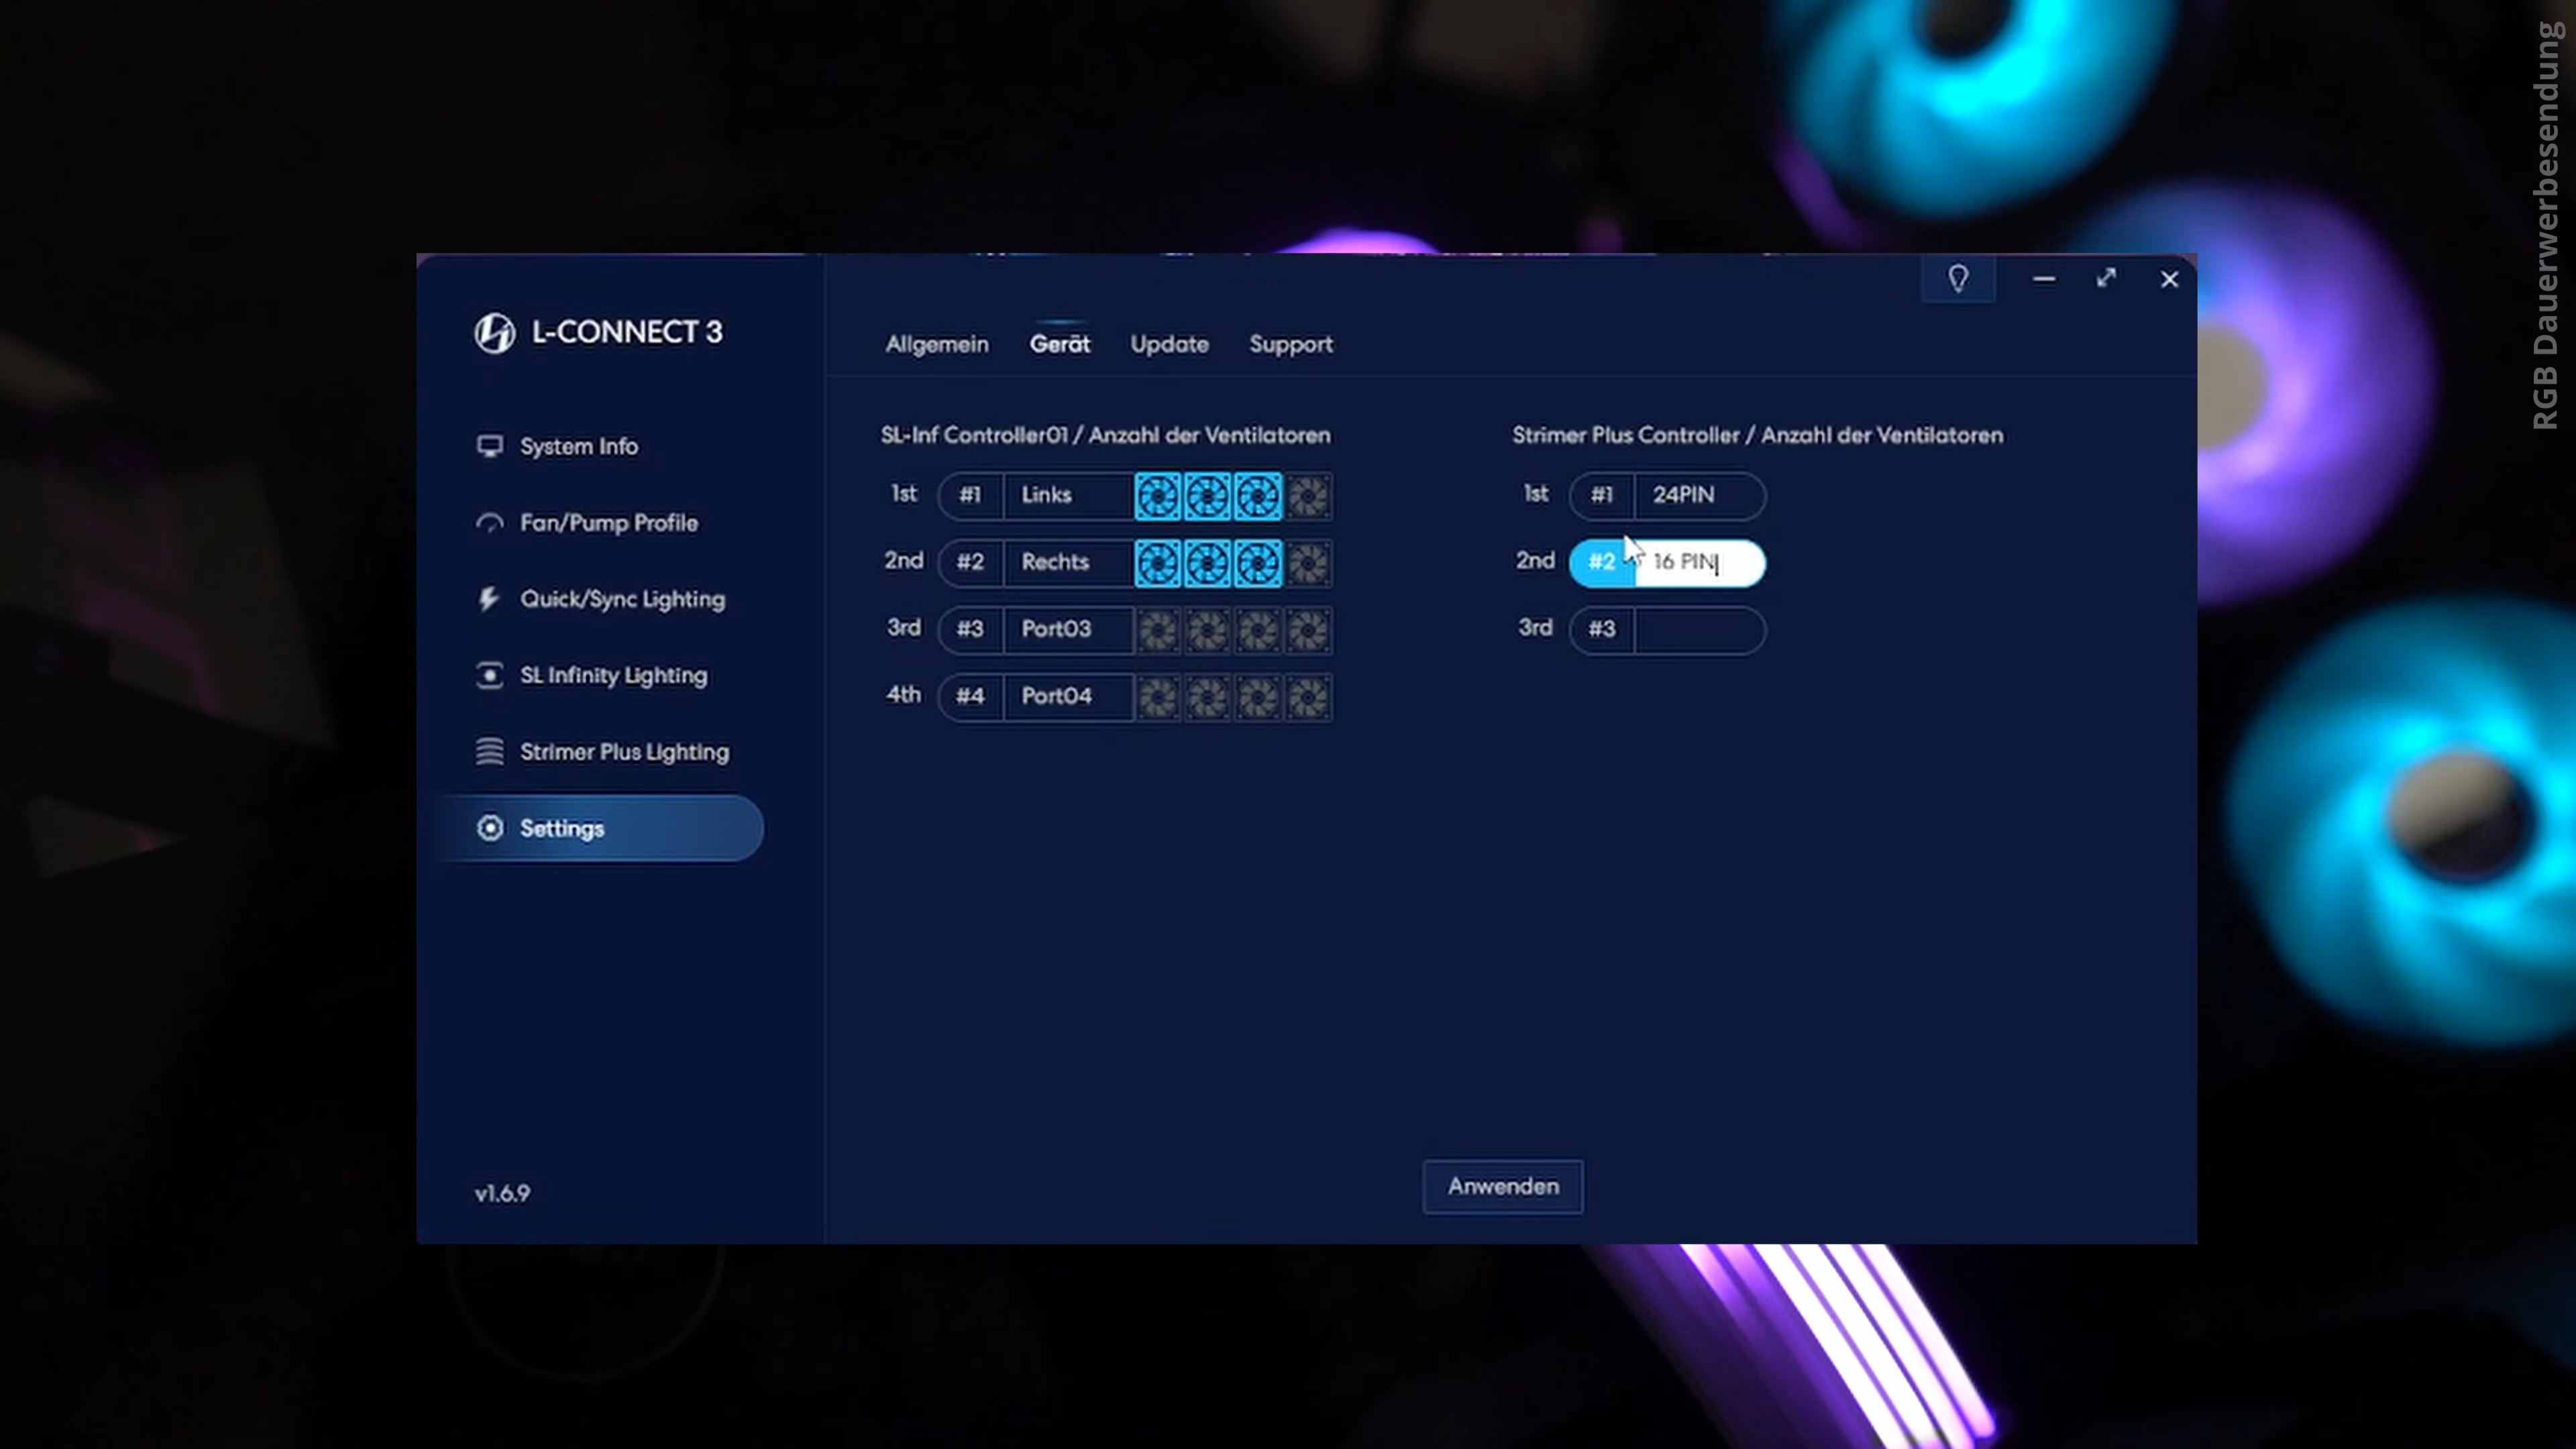 RGB Dauerwerbesendung
L-CONNECT 3
System Info
Fan/Pump Profile
Quick/Sync Lighting
SL Infinity Lighting
Strimer Plus Lighting
Settings
v1.6.9
Allgemein Gerät Update Support
SL-Inf Controller01 / Anzahl der Ventilatoren
1st #1 Links
2nd #2 Rechts
3rd #3 Port03
4th #4 Port04
Strimer Plus Controller / Anzahl der Ventilatoren
1st #1 24PIN
2nd #2 16 PIN
3rd #3
Anwenden